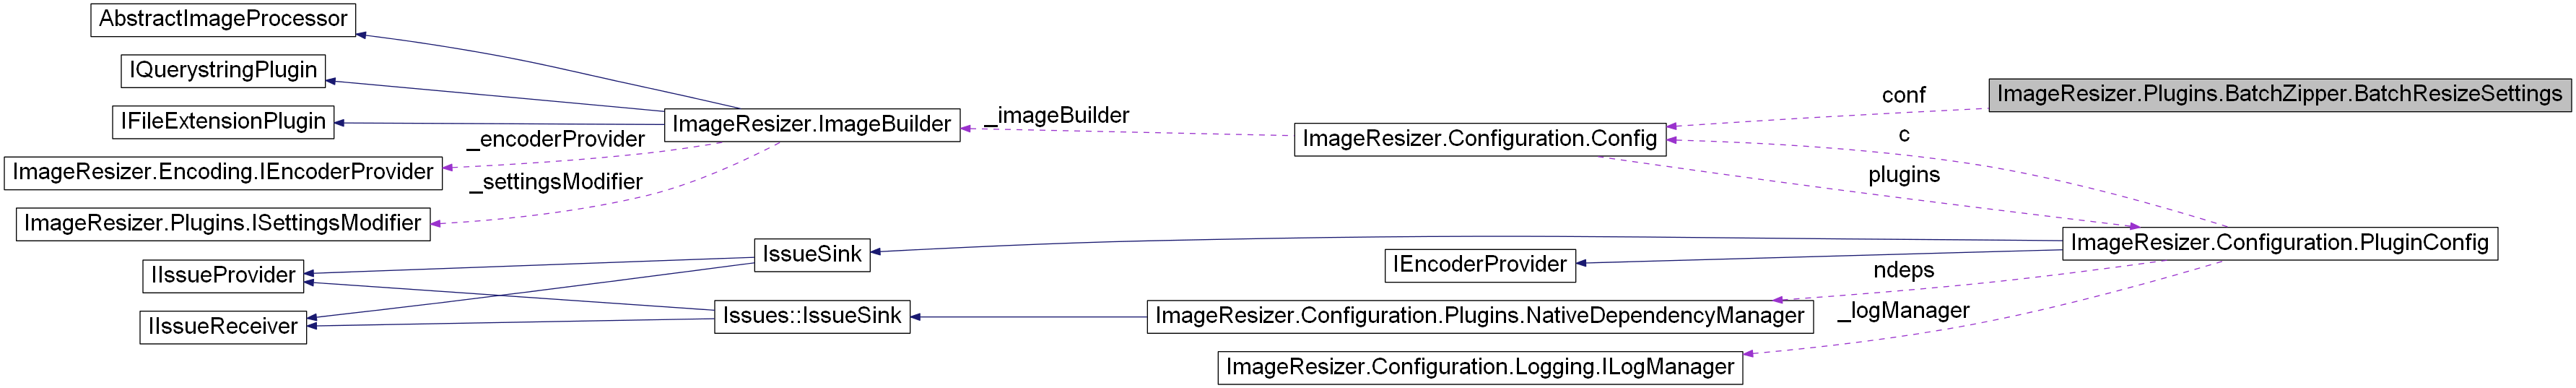 AbstractImageProcessor
IQuerystringPlugin
IFileExtensionPlugin
ImageResizer.Encoding.IEncoderProvider
ImageResizer.Plugins.ISettingsModifier
IIssueProvider
IIssueReceiver
_encoderProvider
_settingsModifier
ImageResizer.ImageBuilder
IssueSink
Issues::IssueSink
_imageBuilder
ImageResizer.Configuration.Config
IEncoderProvider
ImageResizer.Configuration.Plugins.NativeDependencyManager
ImageResizer.Configuration.Logging.ILogManager
conf
c
plugins
ndeps
_logManager
ImageResizer.Plugins.BatchZipper.BatchResizeSettings
ImageResizer.Configuration.PluginConfig